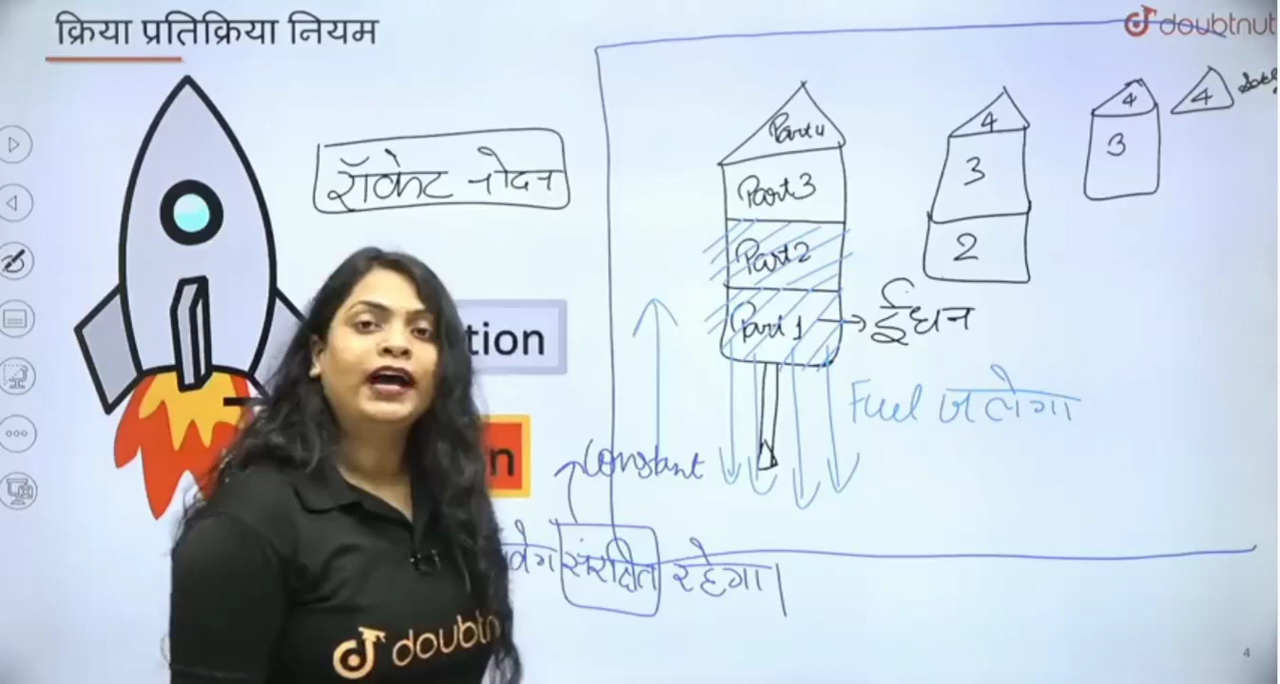 क्रिया प्रतिक्रिया नियम
doubtnut
रॉकेट नोदन
Part 4
Part 3
Part 2
Part 1
ईंधन
4
3
2
4
3
4
tion
n
Fuel जलेगा
Constant
वेग संरक्षित रहेगा।
doubtn
4